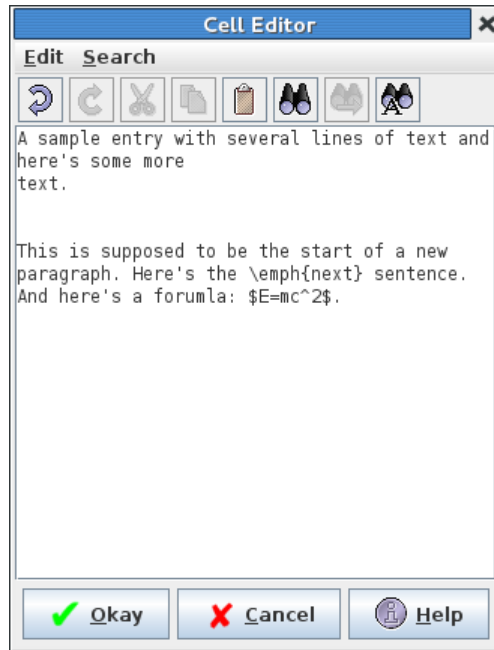 Cell Editor
Edit Search
A sample entry with several lines of text and
here's some more
text.
This is supposed to be the start of a new
paragraph. Here's the \emph{next} sentence.
And here's a forumla: $E=mc^2$.
Okay Cancel Help